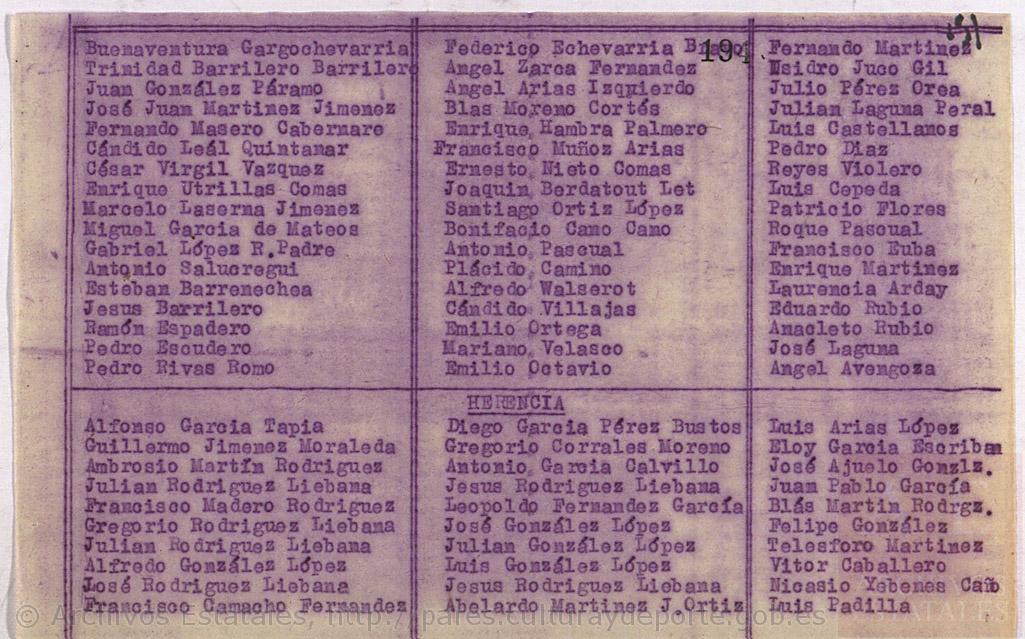 194
Buenaventura Gargochevarria Federico Echevarria Fernando Martinez
Trinidad Barrilero Barrilero Angel Zarca Fernandez Nsidro Juco Gil
Juan González Páramo Angel Arias Izqnierdo Julio Pérez Orea
José Juan Martinez Jimenez Blas Moreno Cortés Julian Laguna Peral
Fernando Masero Cabernare Enrique Hambra Palmero Luis Castellanos
Cándido Leál Quintanar Francisco Muñoz Arias Pedro Diaz
César Virgil Vazquez Ernesto Nieto Comas Reyes Violero
Enrique Utrillas Comas Joaquin Berdatout Let Luis Cepeda
Marcelo Laserna Jimenez Santiago Ortiz López Patricio Flores
Miguel Garcia de Mateos Bonifacio Cano Cano Roque Pascual
Gabriel López R.Padre Antonio Pascual Francisco Euba
Antonio Salucregui Plácido Camino Enrique Martinez
Esteban Barrenechea Alfredo Walserot Laurencia Arday
Jesus Barrilero Cándido Villajas Eduardo Rubio
Ramón Espadero Emilio Ortega Anacleto Rubio
Pedro Escudero Mariano Velasco José Laguna
Pedro Rivas Romo Emilio Octavio Angel Avengoza
HERENCIA
Alfonso Garcia Tapia Diego Garcia Pérez Bustos Luis Arias López
Guillermo Jimenez Moraleda Gregorio Corrales Moreno Eloy Garcia Escriban
Ambrosio Martín Rodriguez Antonio Garcia Calvillo José Ajuelo Gonzlz.
Julian Rodriguez Liebana Jesus Rodriguez Liebana Juan Pablo García
Francisco Madero Rodriguez Leopoldo Fernandez García Blás Martin Rodrgz.
Gregorio Rodriguez Liebana José González López Felipe González
Julian Rodriguez Liebana Julian González López Telesforo Martinez
Alfredo González López Luis González López Vitor Caballero
José Rodriguez Liebana Jesus Rodriguez Liebana Nicasio Yebenes
Francisco Camacho Fernandez Abelardo Martinez J.Ortiz Luis Padilla
© Archivos Estatales, http://pares.culturaydeporte.gob.es